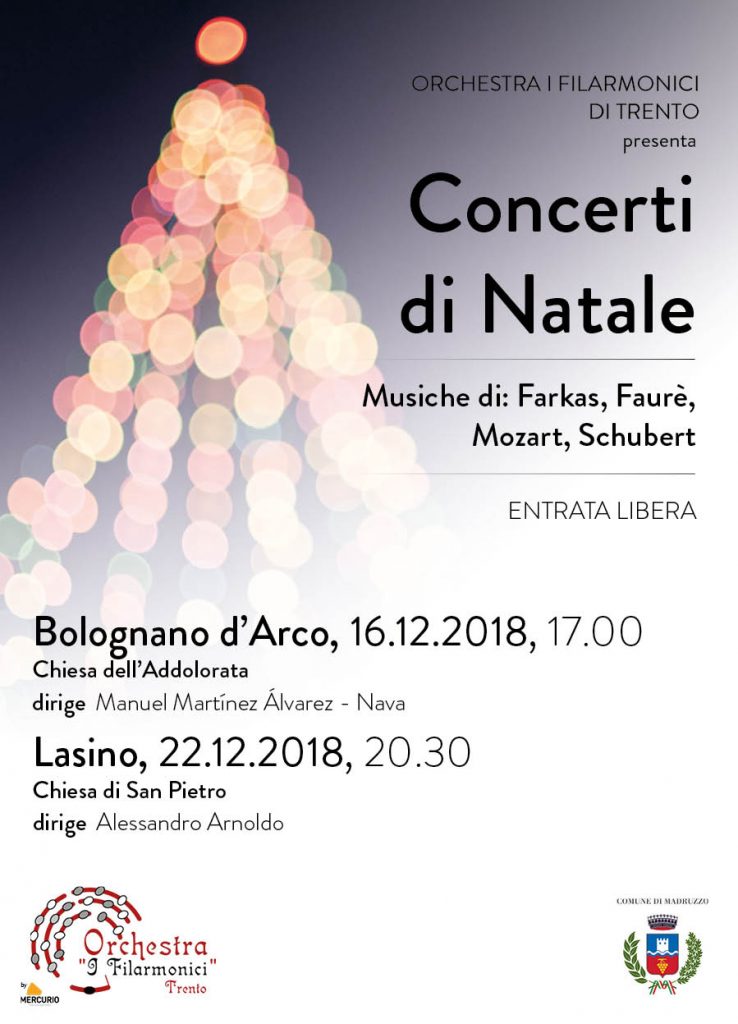 ORCHESTRA I FILARMONICI
DI TRENTO
presenta
Concerti
di Natale
Musiche di: Farkas, Faurè,
Mozart, Schubert
ENTRATA LIBERA
Bolognano d’Arco, 16.12.2018, 17.00
Chiesa dell’Addolorata
dirige Manuel Martínez Álvarez - Nava
Lasino, 22.12.2018, 20.30
Chiesa di San Pietro
dirige Alessandro Arnoldo
Orchestra
"I Filarmonici"
Trento
by
MERCURIO
COMUNE DI MADRUZZO